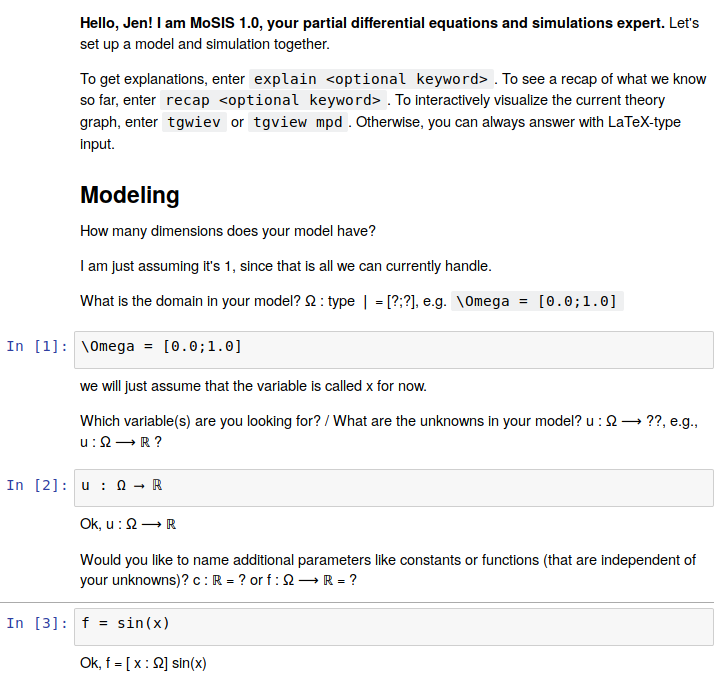 Hello, Jen! I am MoSIS 1.0, your partial differential equations and simulations expert. Let's
set up a model and simulation together.
To get explanations, enter explain <optional keyword> . To see a recap of what we know
so far, enter recap <optional keyword> . To interactively visualize the current theory
graph, enter tgwiev or tgview mpd . Otherwise, you can always answer with LaTeX-type
input.
Modeling
How many dimensions does your model have?
I am just assuming it's 1, since that is all we can currently handle.
What is the domain in your model? Ω : type | = [?;?], e.g. \Omega = [0.0;1.0]
In [1]: \Omega = [0.0;1.0]
we will just assume that the variable is called x for now.
Which variable(s) are you looking for? / What are the unknowns in your model? u : Ω ⟶ ??, e.g.,
u : Ω ⟶ ℝ ?
In [2]: u : Ω → ℝ
Ok, u : Ω ⟶ ℝ
Would you like to name additional parameters like constants or functions (that are independent of
your unknowns)? c : ℝ = ? or f : Ω ⟶ ℝ = ?
In [3]: f = sin(x)
Ok, f = [ x : Ω] sin(x)